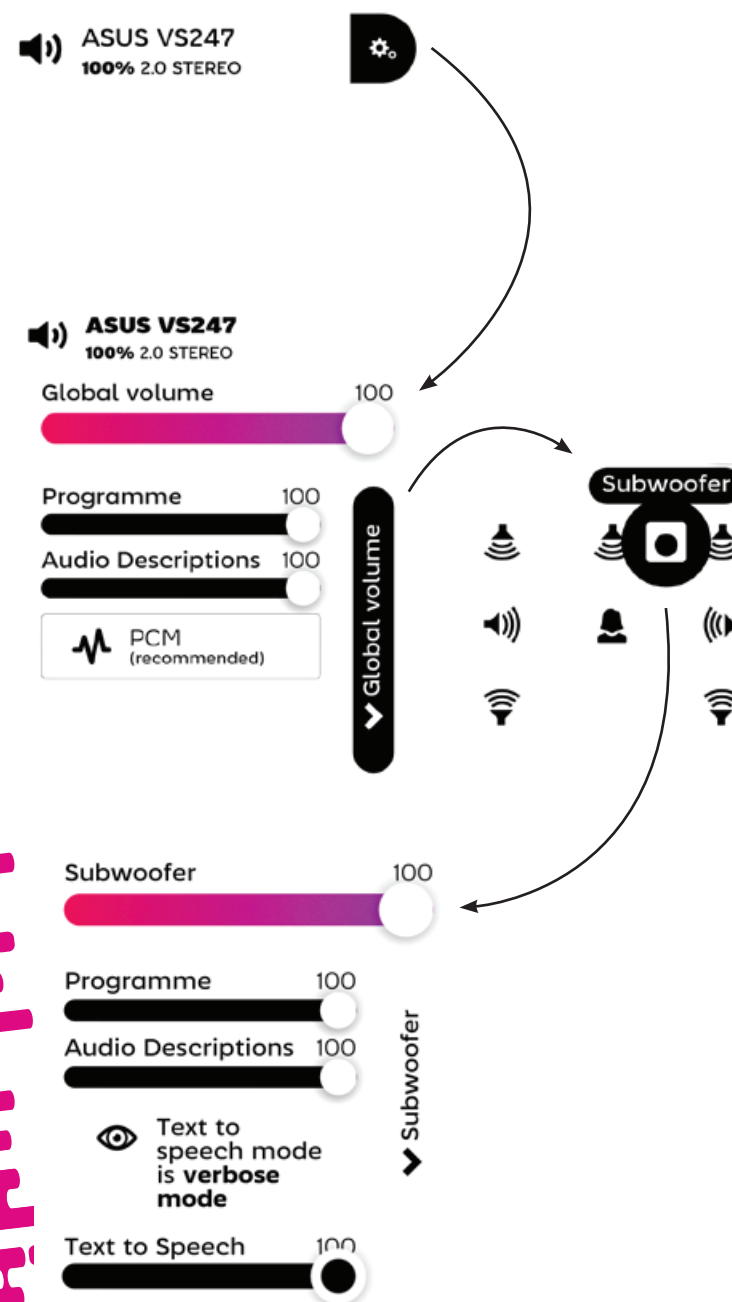 ASUS VS247
100% 2.0 STEREO
ASUS VS247
100% 2.0 STEREO
Global volume 100
Programme 100
Audio Descriptions 100
PCM
(recommended)
Global volume
Subwoofer
Subwoofer 100
Programme 100
Audio Descriptions 100
Subwoofer
Text to
speech mode
is verbose
mode
Text to Speech 100